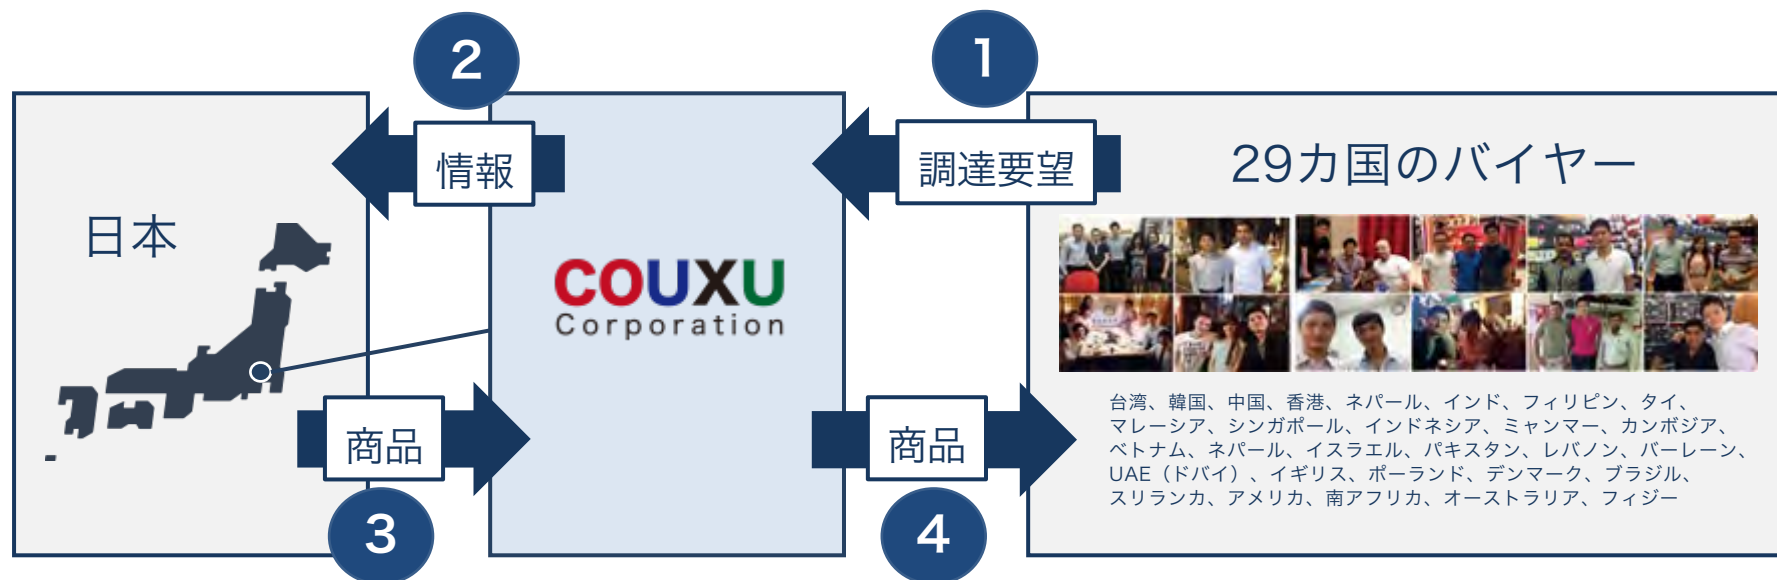 2
1
情報
調達要望
29カ国のバイヤー
日本
COUXU
Corporation
台湾、韓国、中国、香港、ネパール、インド、フィリピン、タイ、
マレーシア、シンガポール、インドネシア、ミャンマー、カンボジア、
ベトナム、ネパール、イスラエル、パキスタン、レバノン、バーレーン、
UAE（ドバイ）、イギリス、ポーランド、デンマーク、ブラジル、
スリランカ、アメリカ、南アフリカ、オーストラリア、フィジー
商品
商品
3
4